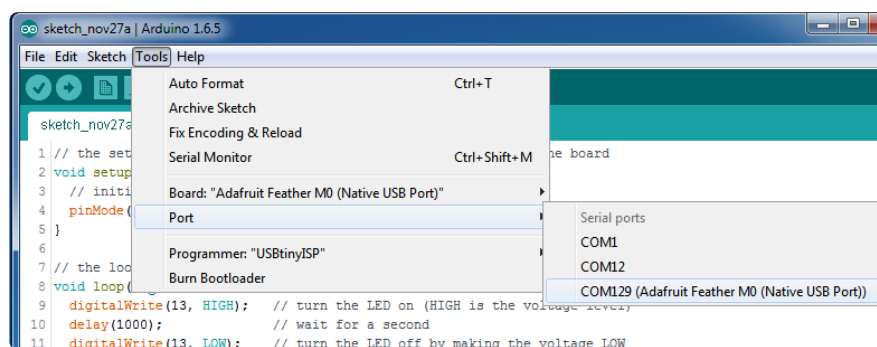 sketch_nov27a | Arduino 1.6.5
File Edit Sketch Tools Help
Auto Format Ctrl+T
Archive Sketch
sketch_nov27a
Fix Encoding & Reload
1 // the set
Serial Monitor Ctrl+Shift+M
he board
2 void setup
3 // initi
Board: "Adafruit Feather M0 (Native USB Port)"
4 pinMode(
Port
Serial ports
5 }
COM1
6
Programmer: "USBtinyISP"
7 // the loo
COM12
Burn Bootloader
8 void loop(
COM129 (Adafruit Feather M0 (Native USB Port))
9 digitalWrite(13, HIGH); // turn the LED on (HIGH is the voltage level)
10 delay(1000); // wait for a second
11 digitalWrite(13, LOW); // turn the LED off by making the voltage LOW